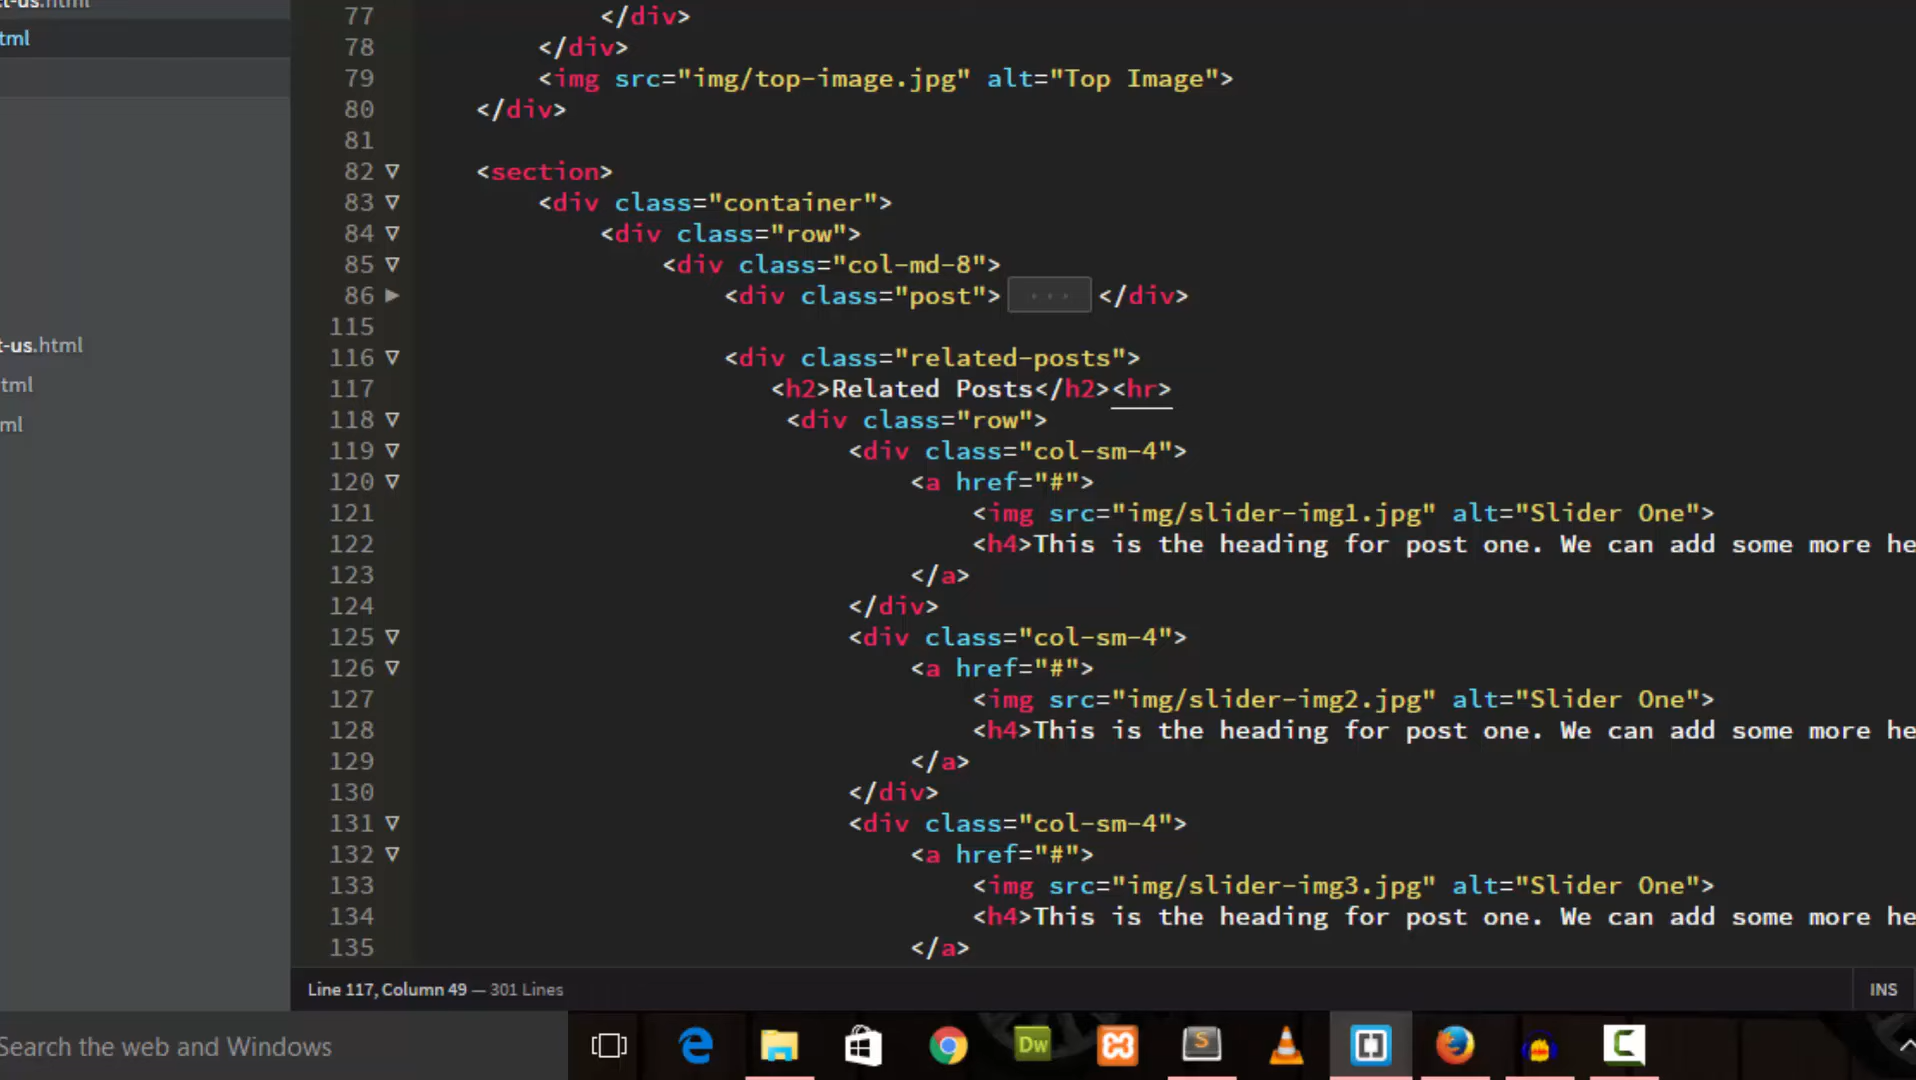 t-us.html
tml
t-us.html
tml
ml
77 </div>
78 </div>
79 <img src="img/top-image.jpg" alt="Top Image">
80 </div>
81
82 <section>
83 <div class="container">
84 <div class="row">
85 <div class="col-md-8">
86 <div class="post"> ... </div>
115
116 <div class="related-posts">
117 <h2>Related Posts</h2><hr>
118 <div class="row">
119 <div class="col-sm-4">
120 <a href="#">
121 <img src="img/slider-img1.jpg" alt="Slider One">
122 <h4>This is the heading for post one. We can add some more he
123 </a>
124 </div>
125 <div class="col-sm-4">
126 <a href="#">
127 <img src="img/slider-img2.jpg" alt="Slider One">
128 <h4>This is the heading for post one. We can add some more he
129 </a>
130 </div>
131 <div class="col-sm-4">
132 <a href="#">
133 <img src="img/slider-img3.jpg" alt="Slider One">
134 <h4>This is the heading for post one. We can add some more he
135 </a>
Line 117, Column 49 — 301 Lines
INS
Search the web and Windows
Dw
S